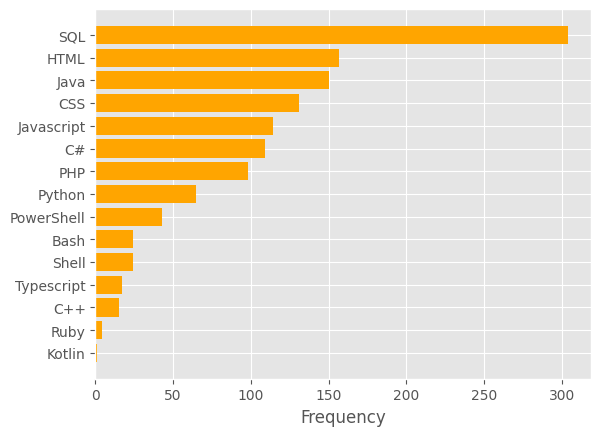 SQL
HTML
Java
CSS
Javascript
C#
PHP
Python
PowerShell
Bash
Shell
Typescript
C++
Ruby
Kotlin
0 50 100 150 200 250 300
Frequency